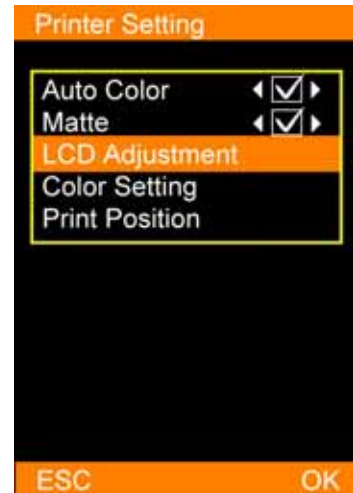 Printer Setting
Auto Color
Matte
LCD Adjustment
Color Setting
Print Position
ESC OK